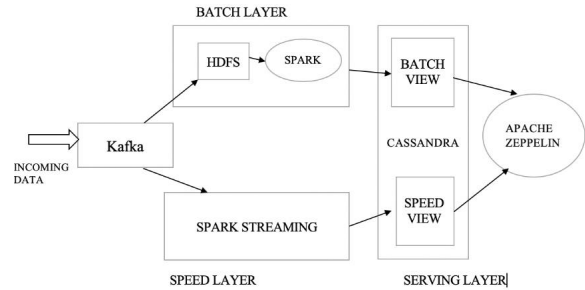 BATCH LAYER
HDFS
SPARK
BATCH
VIEW
Kafka
INCOMING
DATA
CASSANDRA
APACHE
ZEPPELIN
SPARK STREAMING
SPEED
VIEW
SPEED LAYER
SERVING LAYER